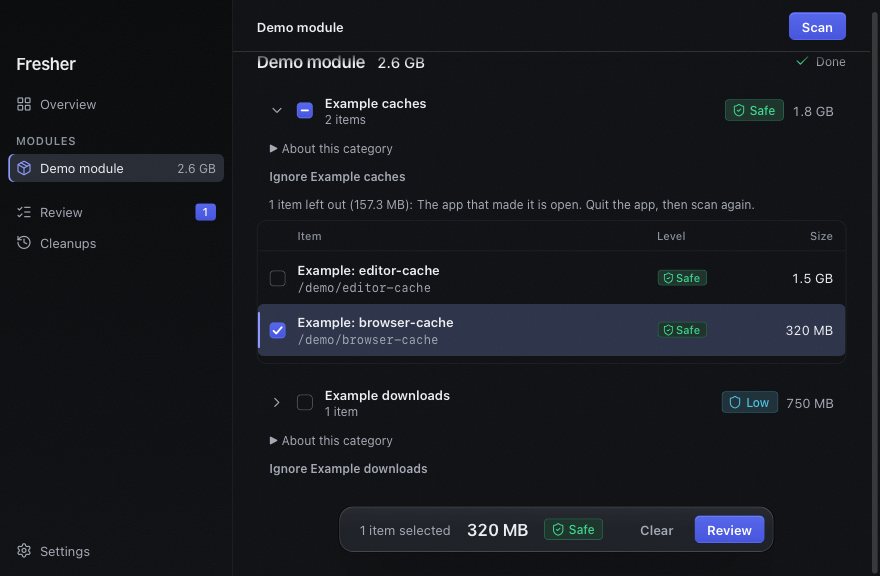 Fresher
Overview
MODULES
Demo module 2.6 GB
Review 1
Cleanups
Settings
Demo module
Scan
Demo module 2.6 GB
Done
Example caches
2 items
Safe 1.8 GB
About this category
Ignore Example caches
1 item left out (157.3 MB): The app that made it is open. Quit the app, then scan again.
Item Level Size
Example: editor-cache
/demo/editor-cache
Safe 1.5 GB
Example: browser-cache
/demo/browser-cache
Safe 320 MB
Example downloads
1 item
Low 750 MB
About this category
Ignore Example downloads
1 item selected 320 MB Safe Clear Review